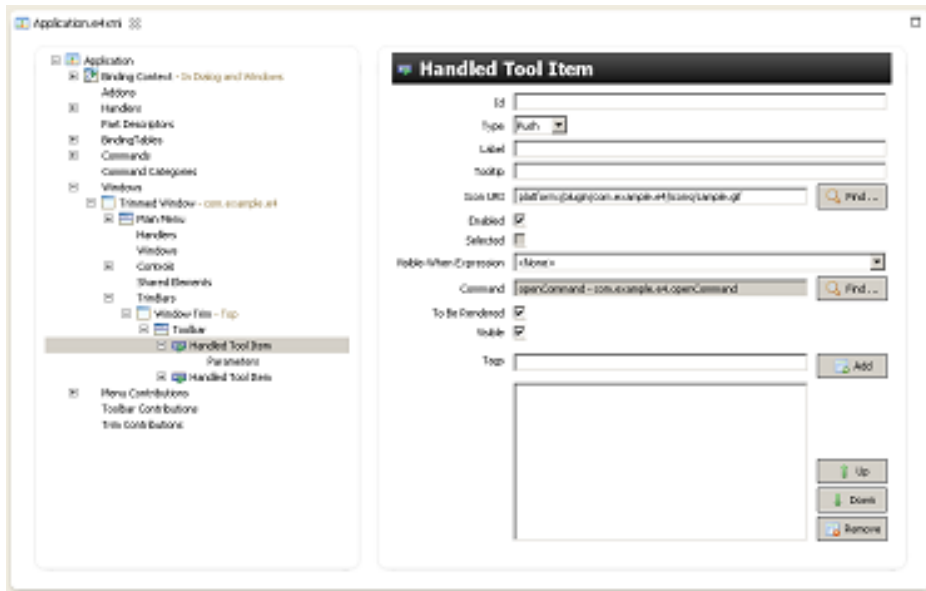 Application.e4xmi
Application
Binding Context - In Dialog and Windows
Addons
Handlers
Part Descriptors
BindingTables
Commands
Command Categories
Windows
Trimmed Window - com.example.e4
Main Menu
Handlers
Windows
Controls
Shared Elements
TrimBars
Window Trim - Top
Toolbar
Handled Tool Item
Parameters
Handled Tool Item
Menu Contributions
Toolbar Contributions
Trim Contributions
Handled Tool Item
Id
Type Push
Label
Tooltip
Icon URI platform:/plugin/com.example.e4/icons/sample.gif Find ...
Enabled
Selected
Visible-When Expression <None>
Command openCommand - com.example.e4.openCommand Find ...
To Be Rendered
Visible
Tags Add
Up
Down
Remove